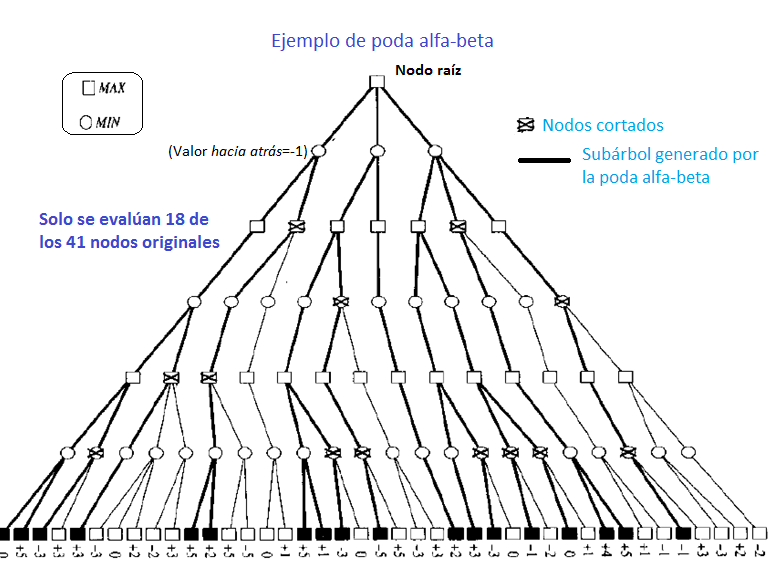 Ejemplo de poda alfa-beta
Nodo raíz
MAX
MIN
Nodos cortados
Subárbol generado por
la poda alfa-beta
(Valor hacia atrás=-1)
Solo se evalúan 18 de
los 41 nodos originales
0 +5 -3 +3 +3 -3 0 +2 -2 +3 +5 +2 +5 -5 0 +1 +5 +1 -3 0 -5 +5 -3 +3 +2 +3 -3 0 -1 +5 0 +1 +4 +5 +1 -1 -1 +3 -3 +2 -2